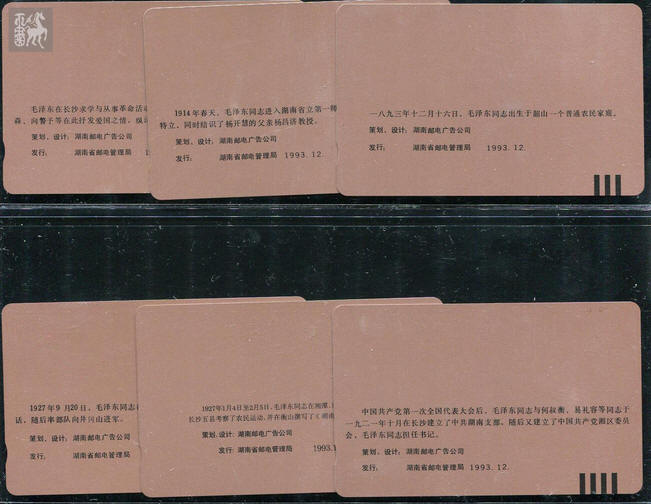 毛泽东在长沙求学与从事革命活动
森、向警予等在此抒发爱国之情,纵
策划、设计:湖南邮电广告公司
发行:湖南省邮电管理局
1914年春天,毛泽东同志进入湖南省立第一师
特立,同时结识了杨开慧的父亲杨昌济教授。
策划、设计:湖南邮电广告公司
发行:湖南省邮电管理局 1993.12.
一八九三年十二月十六日,毛泽东同志出生于韶山一个普通农民家庭。
策划、设计:湖南邮电广告公司
发行:湖南省邮电管理局 1993.12.
1927年9月20日,毛泽东同志
话,随后率部队向井冈山进军。
策划、设计:湖南邮电广告公司
发行:湖南省邮电管理局
1927年1月4日至2月5日,毛泽东同志在湘潭、
长沙五县考察了农民运动,并在衡山撰写了《湖南
策划、设计:湖南邮电广告公司
发行:湖南省邮电管理局 1993.1
中国共产党第一次全国代表大会后,毛泽东同志与何叔衡、易礼容等同志于
一九二一年十月在长沙建立了中共湖南支部。随后又建立了中国共产党湘区委员
会,毛泽东同志担任书记。
策划、设计:湖南邮电广告公司
发行:湖南省邮电管理局 1993.12.